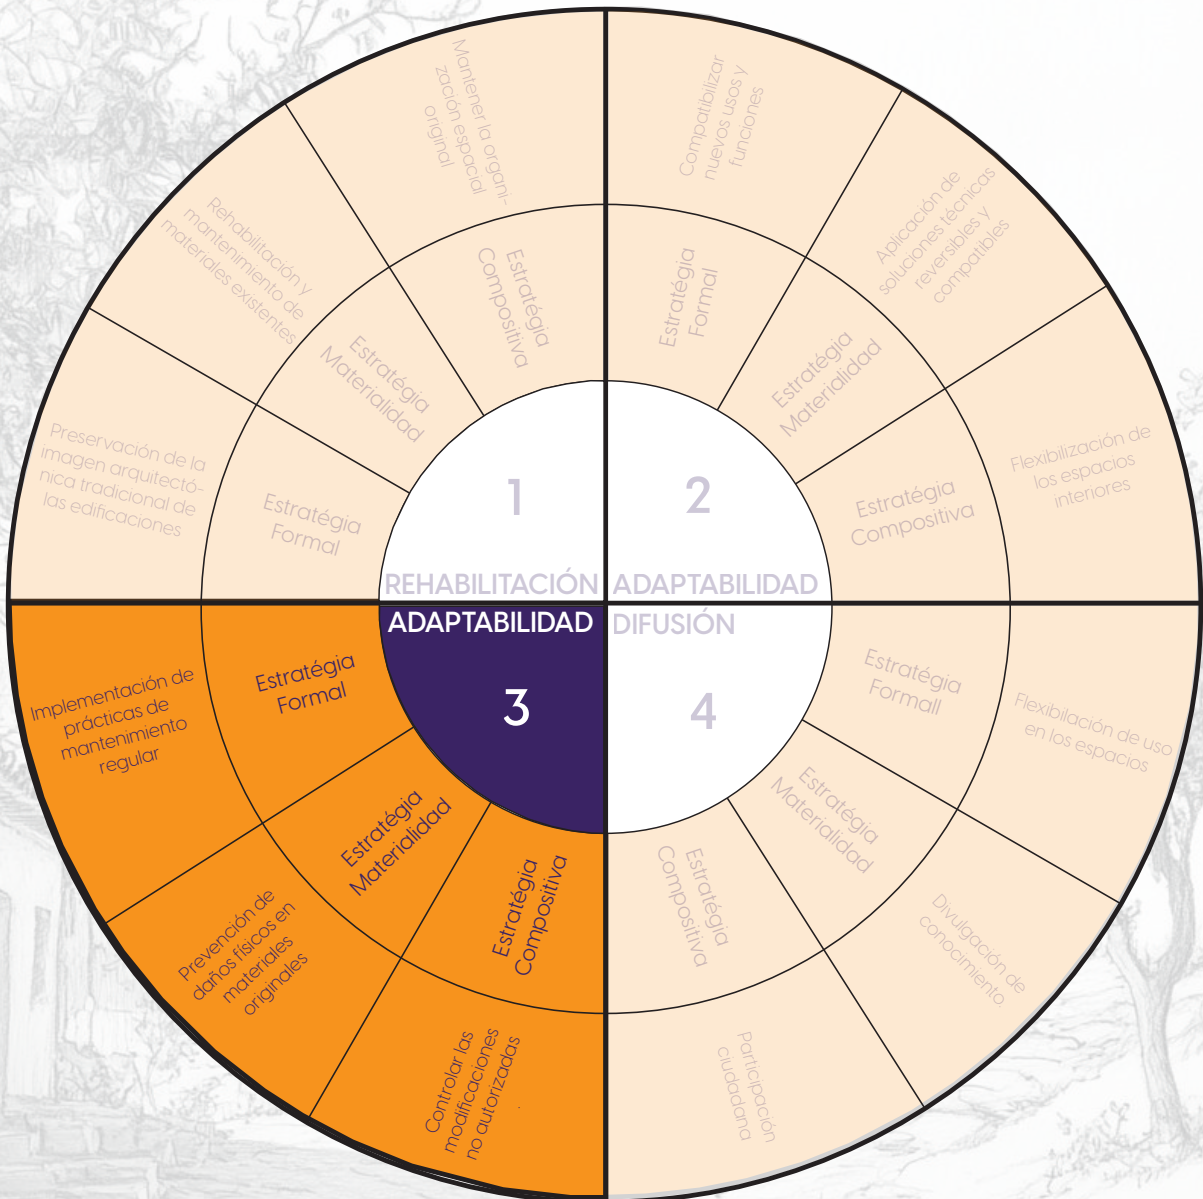 Mantener la organi-
zación espacial
original
Rehabilitación y
mantenimiento de
materiales existentes
Preservación de la
imagen arquitectó-
nica tradicional de
las edificaciones
Estratégia
Compositiva
Estratégia
Materialidad
Estratégia
Formal
1
REHABILITACIÓN
Compatibilizar
nuevos usos y
funciones
Aplicación de
soluciones técnicas
reversibles y
compatibles
Flexibilización de
los espacios
interiores
Estratégia
Formal
Estratégia
Materialidad
Estratégia
Compositiva
2
ADAPTABILIDAD
ADAPTABILIDAD
3
Estratégia
Formal
Estratégia
Materialidad
Estratégia
Compositiva
Implementación de
prácticas de
mantenimiento
regular
Prevención de
daños físicos en
materiales
originales
Controlar las
modificaciones
no autorizadas
.
DIFUSIÓN
4
Estratégia
Formall
Estratégia
Materialidad
Estratégia
Compositiva
Flexibilación de uso
en los espacios
Divulgación de
conocimiento.
Participación
ciudadana